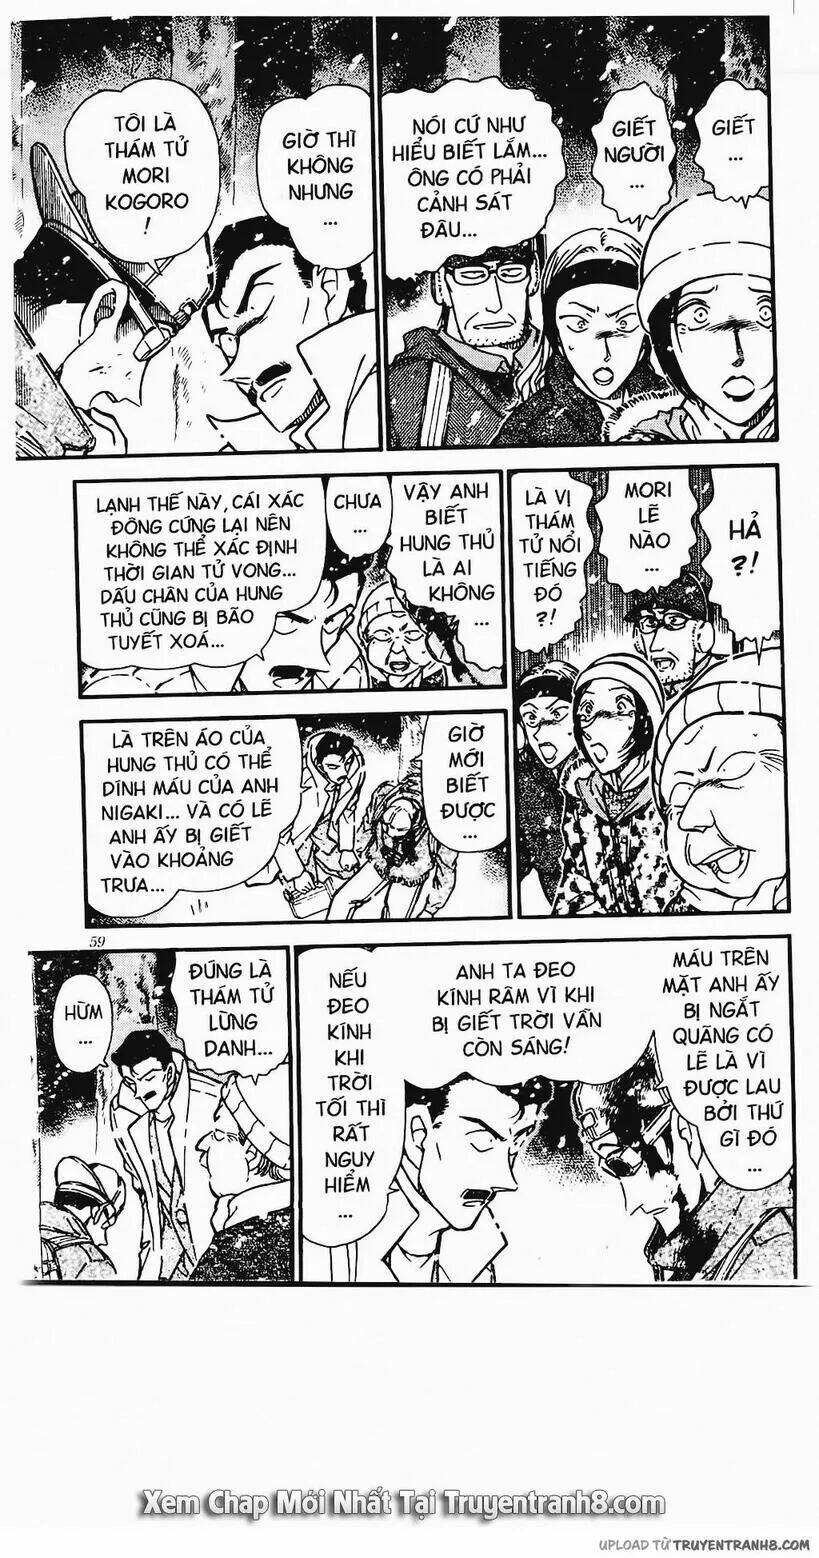 GIẾT
...
GIẾT
NGƯỜI
...
NÓI CỨ NHƯ
HIỂU BIẾT LẮM...
ÔNG CÓ PHẢI
CẢNH SÁT
ĐÂU...
GIỜ THÌ
KHÔNG
NHƯNG
...
TÔI LÀ
THÁM TỬ
MORI
KOGORO
!
HẢ
?!
MORI
LẼ
NÀO
...
LÀ VỊ
THÁM
TỬ NỔI
TIẾNG
ĐÓ
?!
VẬY ANH
BIẾT
HUNG THỦ
LÀ AI
KHÔNG
...
CHƯA
...
LẠNH THẾ NÀY, CÁI XÁC
ĐÔNG CỨNG LẠI NÊN
KHÔNG THỂ XÁC ĐỊNH
THỜI GIAN TỬ VONG...
DẤU CHÂN CỦA HUNG
THỦ CŨNG BỊ BÃO
TUYẾT XOÁ...
GIỜ
MỚI
BIẾT
ĐƯỢC
...
LÀ TRÊN ÁO CỦA
HUNG THỦ CÓ THỂ
DÍNH MÁU CỦA ANH
NIGAKI... VÀ CÓ LẼ
ANH ẤY BỊ GIẾT
VÀO KHOẢNG
TRƯA...
59
MÁU TRÊN
MẶT ANH ẤY
BỊ NGẮT
QUÃNG CÓ
LẼ LÀ VÌ
ĐƯỢC LAU
BỞI THỨ
GÌ ĐÓ
...
ANH TA ĐEO
KÍNH RÂM VÌ KHI
BỊ GIẾT TRỜI VẪN
CÒN SÁNG!
NẾU
ĐEO
KÍNH
KHI
TRỜI
TỐI THÌ
RẤT
NGUY
HIỂM
...
ĐÚNG LÀ
THÁM TỬ
LỪNG
DANH...
HỪM
...
Xem Chap Mới Nhất Tại Truyentranh8.com
UPLOAD TỪ TRUYENTRANH8.COM